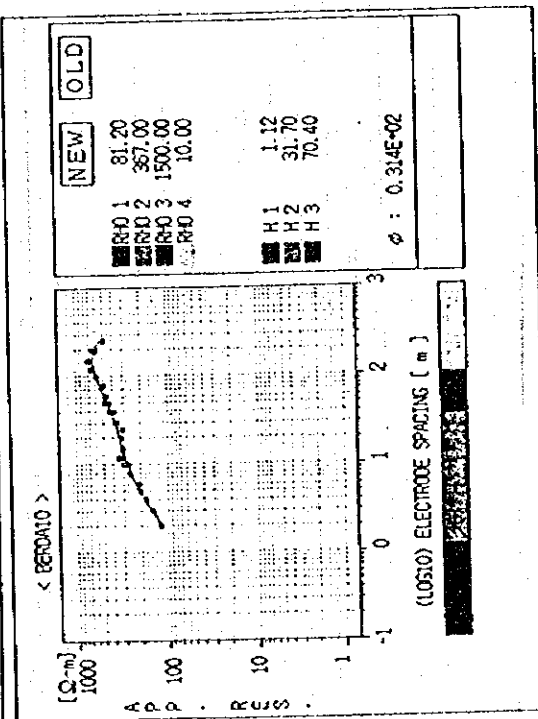 < BERDA10 >
[Ω-m]
1000
100
10
1
A P P . R E S .
-1 0 1 2 3
(LOG10) ELECTRODE SPACING [ m ]
NEW OLD
RHO 1 81.20
RHO 2 367.00
RHO 3 1500.00
RHO 4 10.00
H 1 1.12
H 2 31.70
H 3 70.40
φ : 0.314E+02